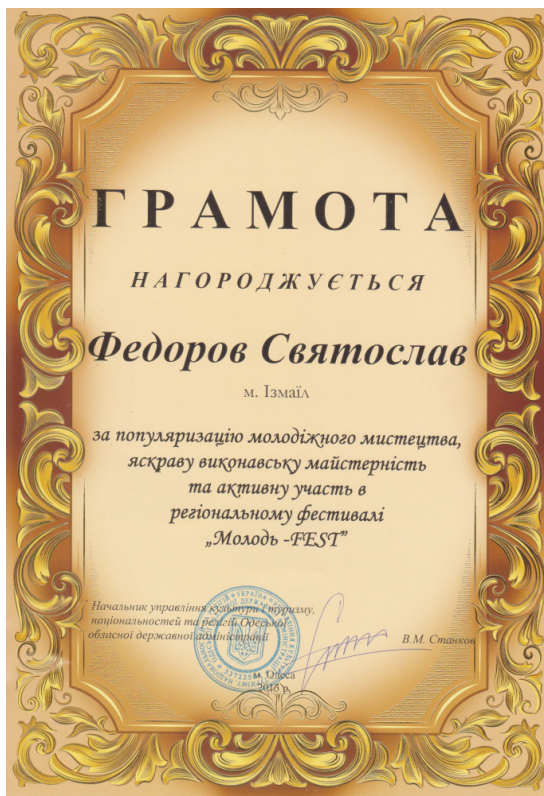 ГРАМОТА
НАГОРОДЖУЄТЬСЯ
Федоров Святослав
м. Ізмаїл
за популяризацію молодіжного мистецтва,
яскраву виконавську майстерність
та активну участь в
регіональному фестивалі
„Молодь -FEST”
Начальник управління культури і туризму,
національностей та релігій Одеської
обласної державної адміністрації
В.М. Станков
м. Одеса
2016 р.